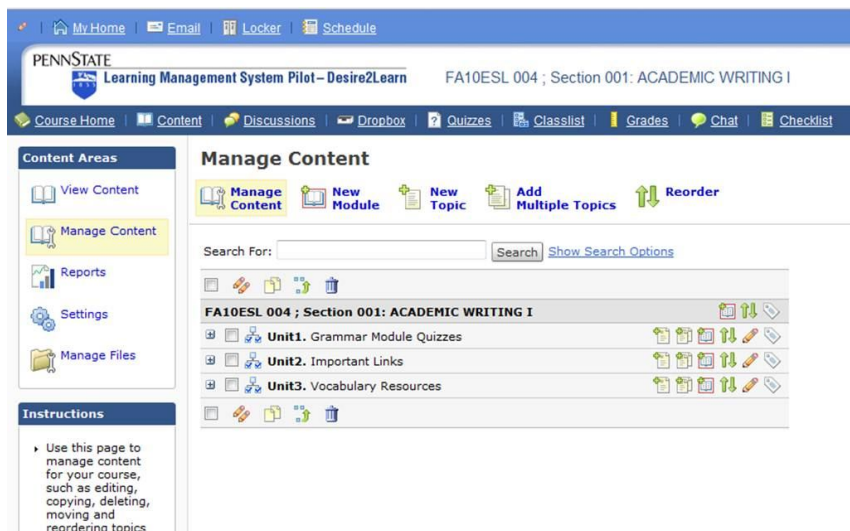 My Home | Email | Locker | Schedule
PENNSTATE
1855
Learning Management System Pilot – Desire2Learn
FA10ESL 004 ; Section 001: ACADEMIC WRITING I
Course Home | Content | Discussions | Dropbox | Quizzes | Classlist | Grades | Chat | Checklist
Content Areas
View Content
Manage Content
Reports
Settings
Manage Files
Instructions
Use this page to
manage content
for your course,
such as editing,
copying, deleting,
moving and
reordering topics
Manage Content
Manage Content
New Module
New Topic
Add Multiple Topics
Reorder
Search For: Search Show Search Options
FA10ESL 004 ; Section 001: ACADEMIC WRITING I
Unit1. Grammar Module Quizzes
Unit2. Important Links
Unit3. Vocabulary Resources